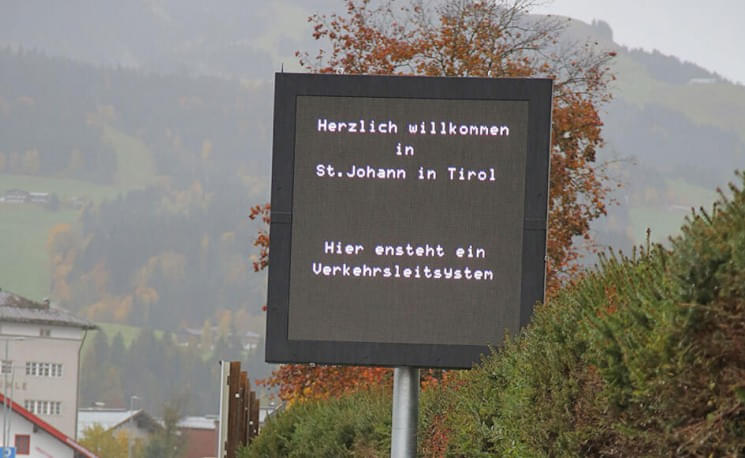 Herzlich willkommen
in
St.Johann in Tirol
Hier ensteht ein
Verkehrsleitsystem